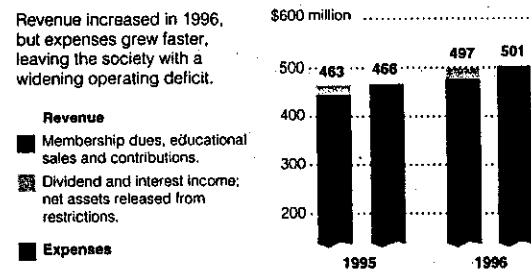 Revenue increased in 1996,
but expenses grew faster,
leaving the society with a
widening operating deficit.
Revenue
Membership dues, educational
sales and contributions.
Dividend and interest income;
net assets released from
restrictions.
Expenses
$600 million
500
400
300
200
463
466
497
501
1995
1996